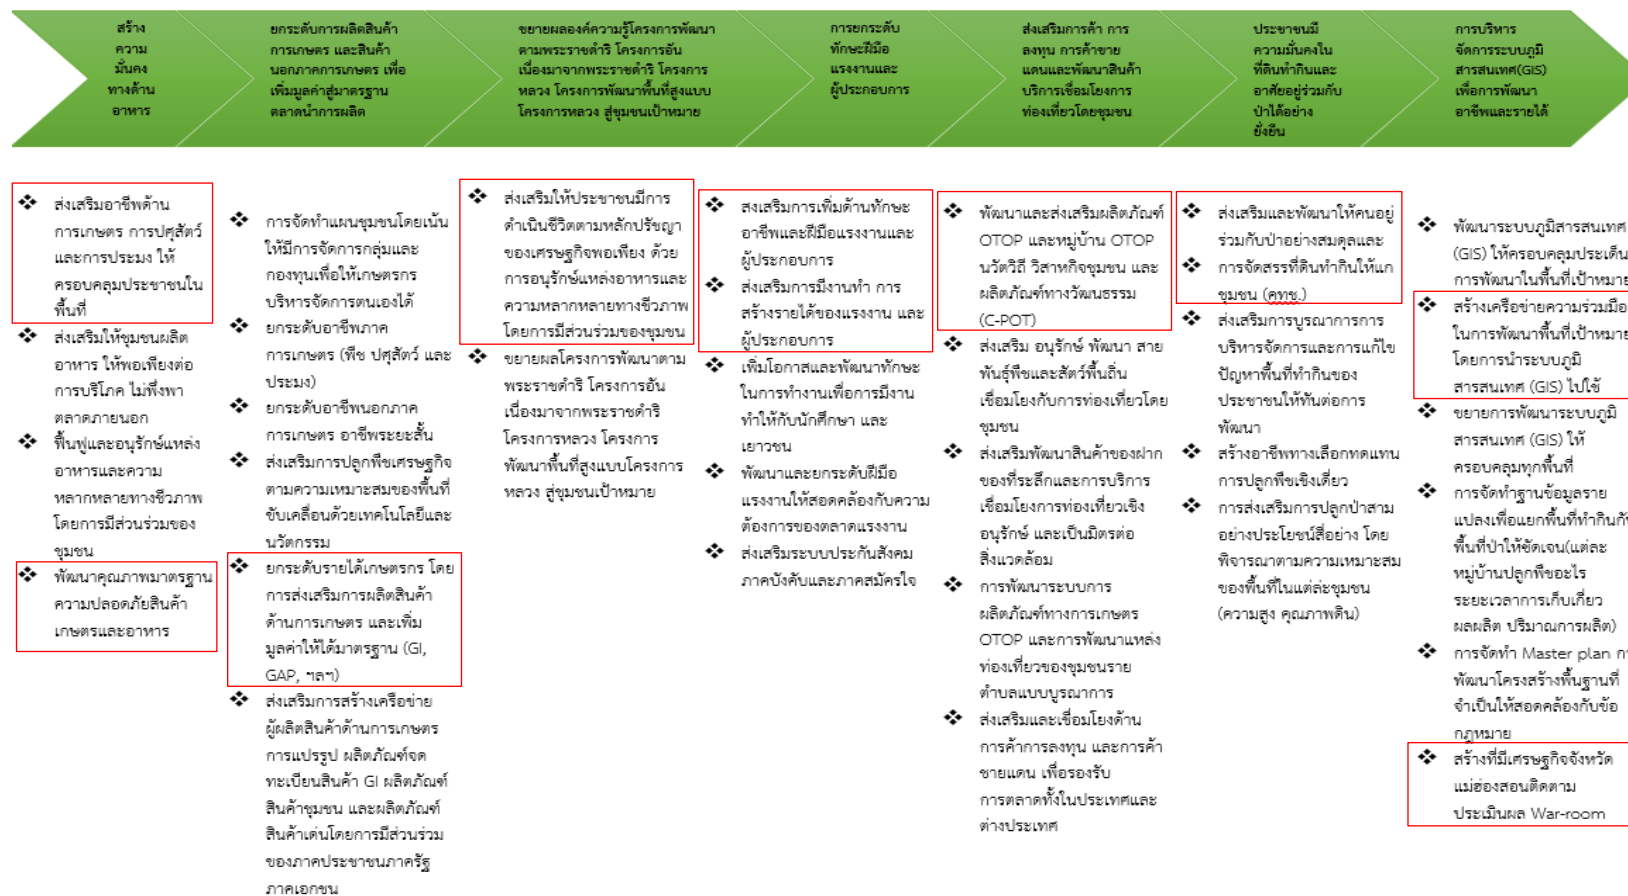 สร้าง
ความ
มั่นคง
ทางด้าน
อาหาร
ยกระดับการผลิตสินค้า
การเกษตร และสินค้า
นอกภาคการเกษตร เพื่อ
เพิ่มมูลค่าสู่มาตรฐาน
ตลาดนำการผลิต
ขยายผลองค์ความรู้โครงการพัฒนา
ตามพระราชดำริ โครงการอัน
เนื่องมาจากพระราชดำริ โครงการ
หลวง โครงการพัฒนาพื้นที่สูงแบบ
โครงการหลวง สู่ชุมชนเป้าหมาย
การยกระดับ
ทักษะฝีมือ
แรงงานและ
ผู้ประกอบการ
ส่งเสริมการค้า การ
ลงทุน การค้าชาย
แดนและพัฒนาสินค้า
บริการเชื่อมโยงการ
ท่องเที่ยวโดยชุมชน
ประชาชนมี
ความมั่นคงใน
ที่ดินทำกินและ
อาศัยอยู่ร่วมกับ
ป่าได้อย่าง
ยั่งยืน
การบริหาร
จัดการระบบภูมิ
สารสนเทศ(GIS)
เพื่อการพัฒนา
อาชีพและรายได้
❖ ส่งเสริมอาชีพด้าน
การเกษตร การปศุสัตว์
และการประมง ให้
ครอบคลุมประชาชนใน
พื้นที่
❖ ส่งเสริมให้ชุมชนผลิต
อาหาร ให้พอเพียงต่อ
การบริโภค ไม่พึ่งพา
ตลาดภายนอก
❖ ฟื้นฟูและอนุรักษ์แหล่ง
อาหารและความ
หลากหลายทางชีวภาพ
โดยการมีส่วนร่วมของ
ชุมชน
❖ พัฒนาคุณภาพมาตรฐาน
ความปลอดภัยสินค้า
เกษตรและอาหาร
❖ การจัดทำแผนชุมชนโดยเน้น
ให้มีการจัดการกลุ่มและ
กองทุนเพื่อให้เกษตรกร
บริหารจัดการตนเองได้
❖ ยกระดับอาชีพภาค
การเกษตร (พืช ปศุสัตว์ และ
ประมง)
❖ ยกระดับอาชีพนอกภาค
การเกษตร อาชีพระยะสั้น
❖ ส่งเสริมการปลูกพืชเศรษฐกิจ
ตามความเหมาะสมของพื้นที่
ขับเคลื่อนด้วยเทคโนโลยีและ
นวัตกรรม
❖ ยกระดับรายได้เกษตรกร โดย
การส่งเสริมการผลิตสินค้า
ด้านการเกษตร และเพิ่ม
มูลค่าให้ได้มาตรฐาน (GI,
GAP, ฯลฯ)
❖ ส่งเสริมการสร้างเครือข่าย
ผู้ผลิตสินค้าด้านการเกษตร
การแปรรูป ผลิตภัณฑ์จด
ทะเบียนสินค้า GI ผลิตภัณฑ์
สินค้าชุมชน และผลิตภัณฑ์
สินค้าเด่นโดยการมีส่วนร่วม
ของภาคประชาชนภาครัฐ
ภาคเอกชน
❖ ส่งเสริมให้ประชาชนมีการ
ดำเนินชีวิตตามหลักปรัชญา
ของเศรษฐกิจพอเพียง ด้วย
การอนุรักษ์แหล่งอาหารและ
ความหลากหลายทางชีวภาพ
โดยการมีส่วนร่วมของชุมชน
❖ ขยายผลโครงการพัฒนาตาม
พระราชดำริ โครงการอัน
เนื่องมาจากพระราชดำริ
โครงการหลวง โครงการ
พัฒนาพื้นที่สูงแบบโครงการ
หลวง สู่ชุมชนเป้าหมาย
❖ สงเสริมการเพิ่มด้านทักษะ
อาชีพและฝีมือแรงงานและ
ผู้ประกอบการ
❖ ส่งเสริมการมีงานทำ การ
สร้างรายได้ของแรงงาน และ
ผู้ประกอบการ
❖ เพิ่มโอกาสและพัฒนาทักษะ
ในการทำงานเพื่อการมีงาน
ทำให้กับนักศึกษา และ
เยาวชน
❖ พัฒนาและยกระดับฝีมือ
แรงงานให้สอดคล้องกับความ
ต้องการของตลาดแรงงาน
❖ ส่งเสริมระบบประกันสังคม
ภาคบังคับและภาคสมัครใจ
❖ พัฒนาและส่งเสริมผลิตภัณฑ์
OTOP และหมู่บ้าน OTOP
นวัตวิถี วิสาหกิจชุมชน และ
ผลิตภัณฑ์ทางวัฒนธรรม
(C-POT)
❖ ส่งเสริม อนุรักษ์ พัฒนา สาย
พันธุ์พืชและสัตว์พื้นถิ่น
เชื่อมโยงกับการท่องเที่ยวโดย
ชุมชน
❖ ส่งเสริมพัฒนาสินค้าของฝาก
ของที่ระลึกและการบริการ
เชื่อมโยงการท่องเที่ยวเชิง
อนุรักษ์ และเป็นมิตรต่อ
สิ่งแวดล้อม
❖ การพัฒนาระบบการ
ผลิตภัณฑ์ทางการเกษตร
OTOP และการพัฒนาแหล่ง
ท่องเที่ยวของชุมชนราย
ตำบลแบบบูรณาการ
❖ ส่งเสริมและเชื่อมโยงด้าน
การค้าการลงทุน และการค้า
ชายแดน เพื่อรองรับ
การตลาดทั้งในประเทศและ
ต่างประเทศ
❖ ส่งเสริมและพัฒนาให้คนอยู่
ร่วมกับป่าอย่างสมดุลและ
❖ การจัดสรรที่ดินทำกินให้แก
ชุมชน (คทช.)
❖ ส่งเสริมการบูรณาการการ
บริหารจัดการและการแก้ไข
ปัญหาพื้นที่ทำกินของ
ประชาชนให้ทันต่อการ
พัฒนา
❖ สร้างอาชีพทางเลือกทดแทน
การปลูกพืชเชิงเดี่ยว
❖ การส่งเสริมการปลูกป่าสาม
อย่างประโยชน์สี่อย่าง โดย
พิจารณาตามความเหมาะสม
ของพื้นที่ในแต่ละชุมชน
(ความสูง คุณภาพดิน)
❖ พัฒนาระบบภูมิสารสนเทศ
(GIS) ให้ครอบคลุมประเด็น
การพัฒนาในพื้นที่เป้าหมาย
❖ สร้างเครือข่ายความร่วมมือ
ในการพัฒนาพื้นที่เป้าหมาย
โดยการนำระบบภูมิ
สารสนเทศ (GIS) ไปใช้
❖ ขยายการพัฒนาระบบภูมิ
สารสนเทศ (GIS) ให้
ครอบคลุมทุกพื้นที่
❖ การจัดทำฐานข้อมูลราย
แปลงเพื่อแยกพื้นที่ทำกินกับ
พื้นที่ป่าให้ชัดเจน(แต่ละ
หมู่บ้านปลูกพืชอะไร
ระยะเวลาการเก็บเกี่ยว
ผลผลิต ปริมาณการผลิต)
❖ การจัดทำ Master plan
พัฒนาโครงสร้างพื้นฐานที่
จำเป็นให้สอดคล้องกับข้อ
กฎหมาย
❖ สร้างที่มีเศรษฐกิจจังหวัด
แม่ฮ่องสอนติดตาม
ประเมินผล War-room